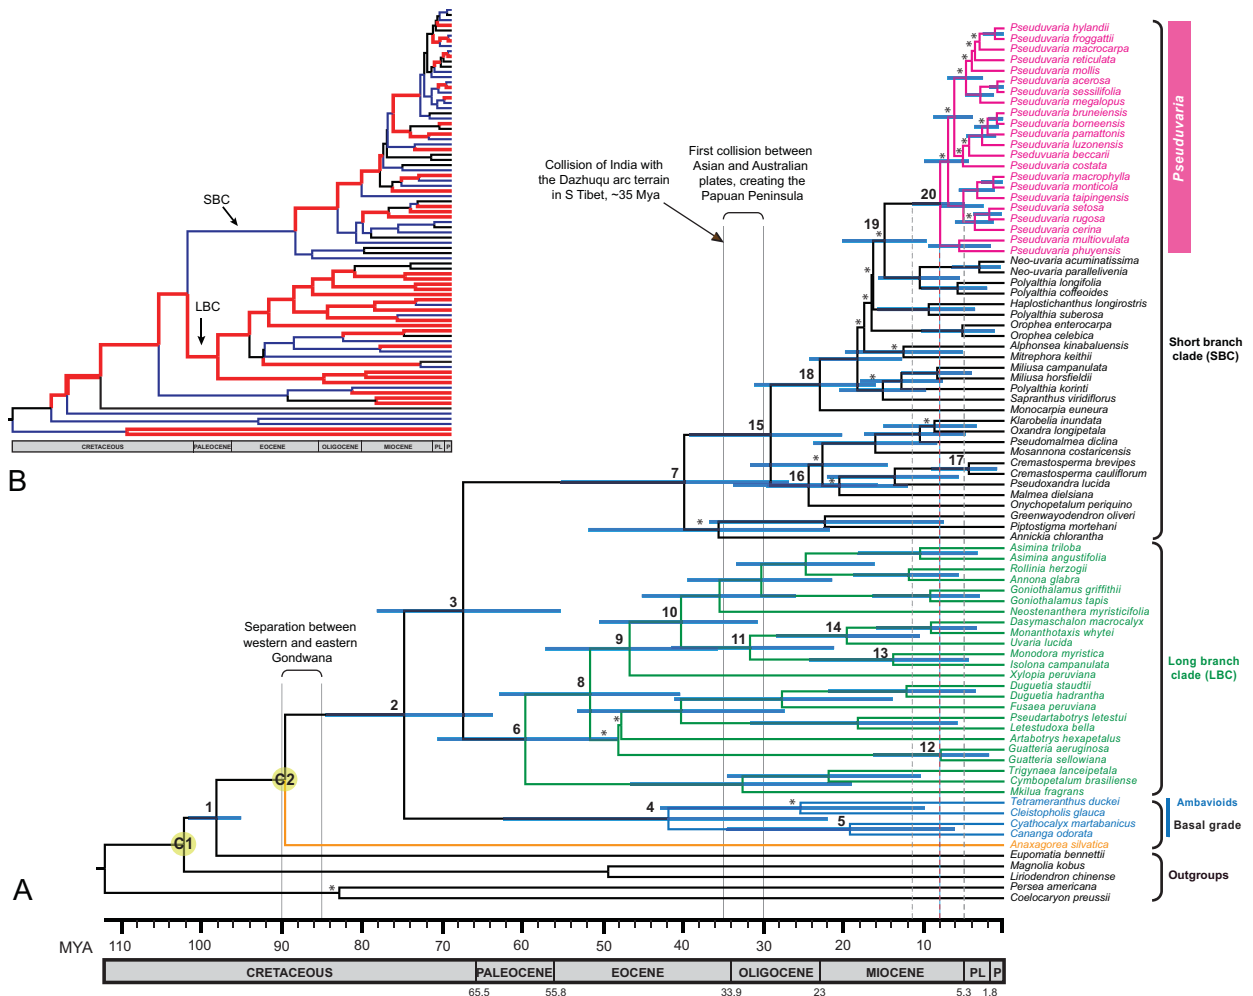 SBC
LBC
CRETACEOUS
PALEOCENE
EOCENE
OLIGOCENE
MIOCENE
PL
P
B
Collision of India with
the Dazhuqu arc terrain
in S Tibet, ~35 Mya
First collision between
Asian and Australian
plates, creating the
Papuan Peninsula
Separation between
western and eastern
Gondwana
Pseuduvaria hylandii
Pseuduvaria froggattii
Pseuduvaria macrocarpa
Pseuduvaria reticulata
Pseuduvaria mollis
Pseuduvaria acerosa
Pseuduvaria sessilifolia
Pseuduvaria megalopus
Pseuduvaria bruneiensis
Pseuduvaria borneensis
Pseuduvaria pamattonis
Pseuduvaria luzonensis
Pseuduvaria beccarii
Pseuduvaria costata
Pseuduvaria macrophylla
Pseuduvaria monticola
Pseuduvaria taipingensis
Pseuduvaria setosa
Pseuduvaria rugosa
Pseuduvaria cerina
Pseuduvaria multiovulata
Pseuduvaria phuyensis
Neo-uvaria acuminatissima
Neo-uvaria parallelivenia
Polyalthia longifolia
Polyalthia coffeoides
Haplostichanthus longirostris
Polyalthia suberosa
Orophea enterocarpa
Orophea celebica
Alphonsea kinabaluensis
Mitrephora keithii
Miliusa campanulata
Miliusa horsfieldii
Polyalthia korinti
Sapranthus viridiflorus
Monocarpia euneura
Klarobelia inundata
Oxandra longipetala
Pseudomalmea diclina
Mosannona costaricensis
Cremastosperma brevipes
Cremastosperma cauliflorum
Pseudoxandra lucida
Malmea dielsiana
Onychopetalum periquino
Greenwayodendron oliveri
Piptostigma mortehani
Annickia chlorantha
Asimina triloba
Asimina angustifolia
Rollinia herzogii
Annona glabra
Goniothalamus griffithii
Goniothalamus tapis
Neostenanthera myristicifolia
Dasymaschalon macrocalyx
Monanthotaxis whytei
Uvaria lucida
Monodora myristica
Isolona campanulata
Xylopia peruviana
Duguetia staudtii
Duguetia hadrantha
Fusaea peruviana
Pseudartabotrys letestui
Letestudoxa bella
Artabotrys hexapetalus
Guatteria aeruginosa
Guatteria sellowiana
Trigynaea lanceipetala
Cymbopetalum brasiliense
Mkilua fragrans
Tetrameranthus duckei
Cleistopholis glauca
Cyathocalyx martabanicus
Cananga odorata
Anaxagorea silvatica
Eupomatia bennettii
Magnolia kobus
Liriodendron chinense
Persea americana
Coelocaryon preussii
Pseuduvaria
Short branch
clade (SBC)
Long branch
clade (LBC)
Ambavioids
Basal grade
Outgroups
20
19
18
15
17
16
7
3
10
14
9
11
13
8
2
6
12
C2
1
4
5
C1
A
MYA 110 100 90 80 70 60 50 40 30 20 10
CRETACEOUS PALEOCENE EOCENE OLIGOCENE MIOCENE PL P
65.5 55.8 33.9 23 5.3 1.8